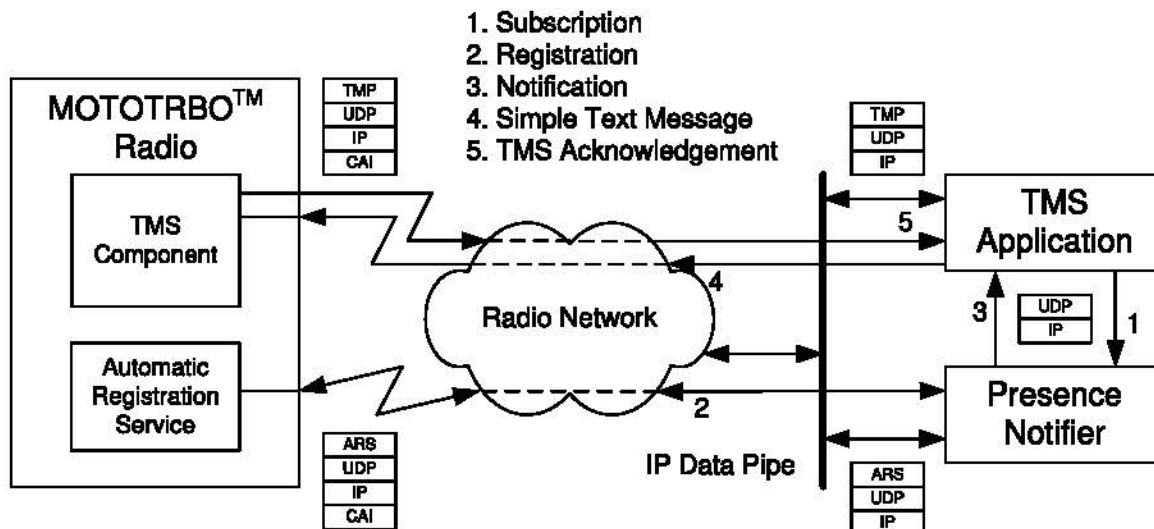 1. Subscription
2. Registration
3. Notification
4. Simple Text Message
5. TMS Acknowledgement
MOTOTRBO™
Radio
TMP
UDP
IP
CAI
TMP
UDP
IP
TMS
Component
TMS
Application
5
4
Radio Network
3
UDP
IP
1
Automatic
Registration
Service
2
Presence
Notifier
ARS
UDP
IP
CAI
IP Data Pipe
ARS
UDP
IP